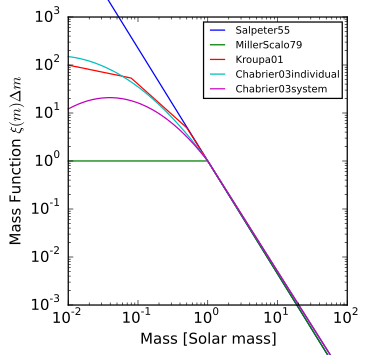 10³
10²
10¹
10⁰
10⁻¹
10⁻²
10⁻³
Mass Function ξ(m)Δm
Salpeter55
MillerScalo79
Kroupa01
Chabrier03individual
Chabrier03system
10⁻² 10⁻¹ 10⁰ 10¹ 10²
Mass [Solar mass]